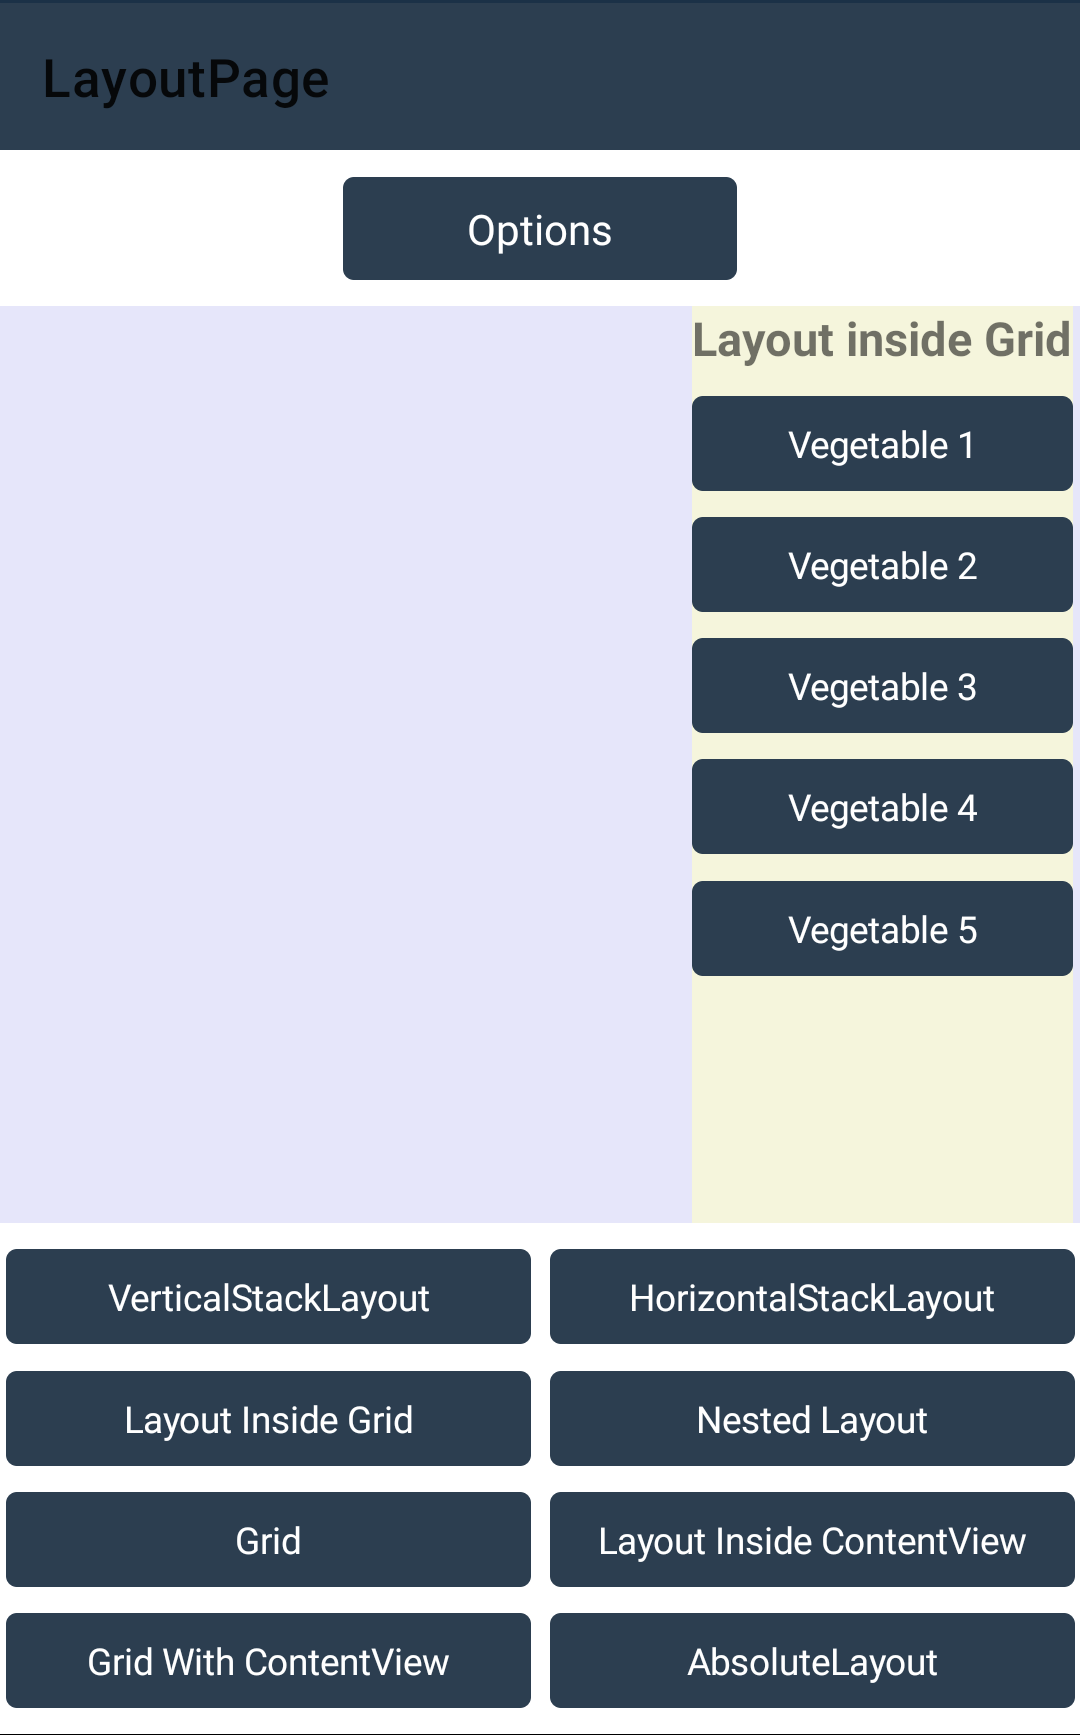 LayoutPage
Options
Layout inside Grid
Vegetable 1
Vegetable 2
Vegetable 3
Vegetable 4
Vegetable 5
VerticalStackLayout
HorizontalStackLayout
Layout Inside Grid
Nested Layout
Grid
Layout Inside ContentView
Grid With ContentView
AbsoluteLayout